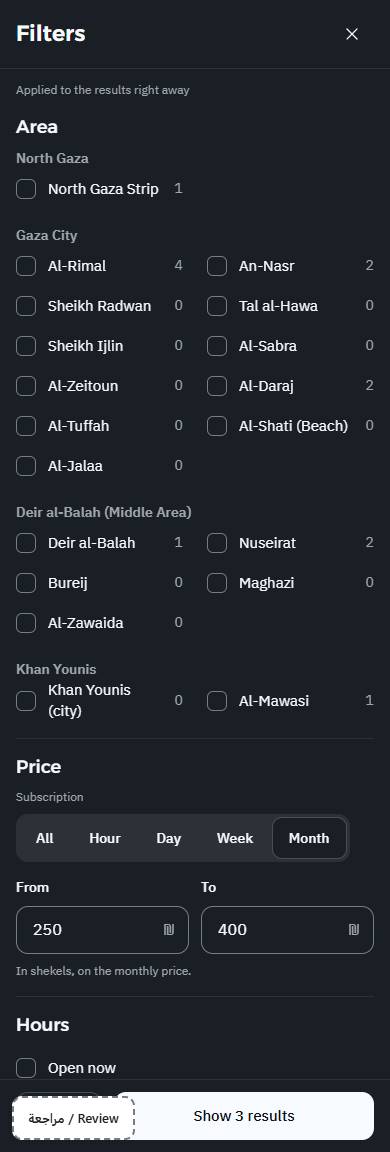 Filters
Applied to the results right away
Area
North Gaza
North Gaza Strip 1
Gaza City
Al-Rimal 4 An-Nasr 2
Sheikh Radwan 0 Tal al-Hawa 0
Sheikh Ijlin 0 Al-Sabra 0
Al-Zeitoun 0 Al-Daraj 2
Al-Tuffah 0 Al-Shati (Beach) 0
Al-Jalaa 0
Deir al-Balah (Middle Area)
Deir al-Balah 1 Nuseirat 2
Bureij 0 Maghazi 0
Al-Zawaida 0
Khan Younis
Khan Younis
(city) 0 Al-Mawasi 1
Price
Subscription
All Hour Day Week Month
From To
250 ₪ 400 ₪
In shekels, on the monthly price.
Hours
Open now
مراجعة / Review Show 3 results